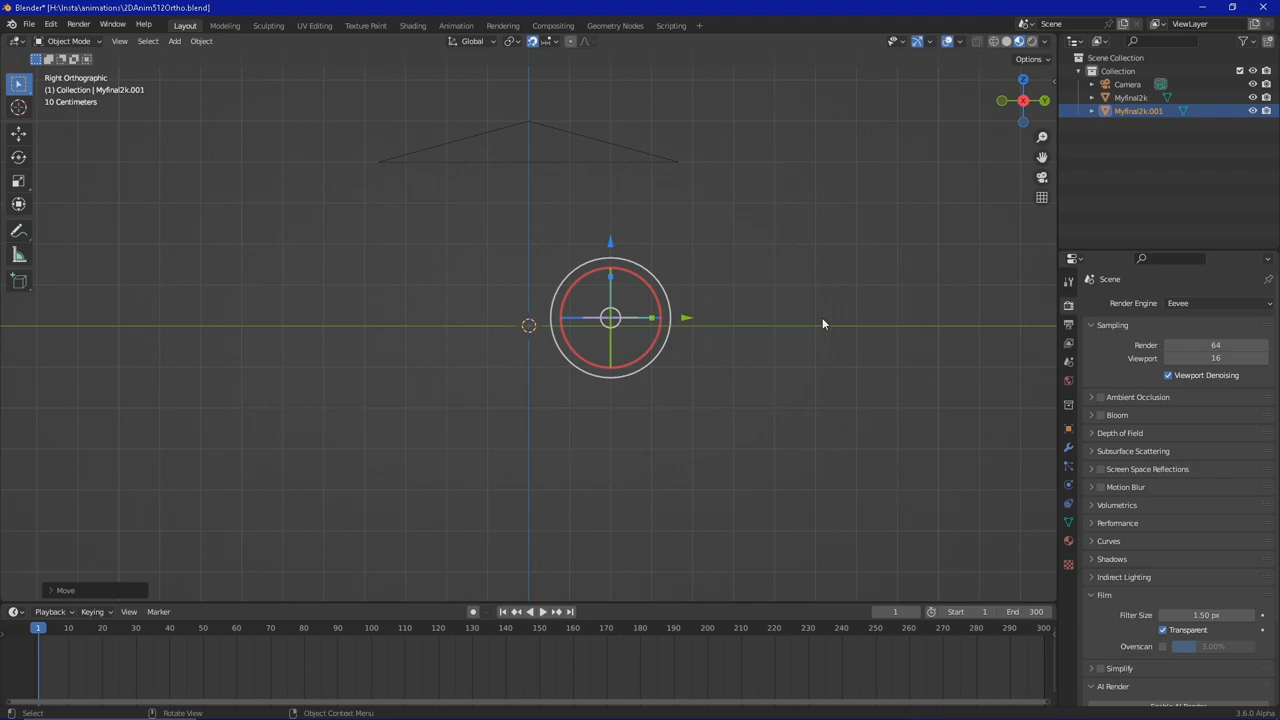 Blender* [H:\Insta\animations\2DAnim512Ortho.blend]
File Edit Render Window Help Layout Modeling Sculpting UV Editing Texture Paint Shading Animation Rendering Compositing Geometry Nodes Scripting + Scene ViewLayer
Object Mode View Select Add Object Global
Options
Right Orthographic
(1) Collection | Myfinal2k.001
10 Centimeters
X
Y
Scene Collection
Collection
Camera
Myfinal2k
Myfinal2k.001
Scene
Render Engine Eevee
Sampling
Render 64
Viewport 16
Viewport Denoising
Ambient Occlusion
Bloom
Depth of Field
Subsurface Scattering
Screen Space Reflections
Motion Blur
Volumetrics
Performance
Curves
Shadows
Indirect Lighting
Film
Filter Size 1.50 px
Transparent
Overscan 3.00%
Simplify
AI Render
Move
Playback Keying View Marker 1 Start 1 End 300
1 10 20 30 40 50 60 70 80 90 100 110 120 130 140 150 160 170 180 190 200 210 220 230 240 250 260 270 280 290 300
Select Rotate View Object Context Menu 3.6.0 Alpha